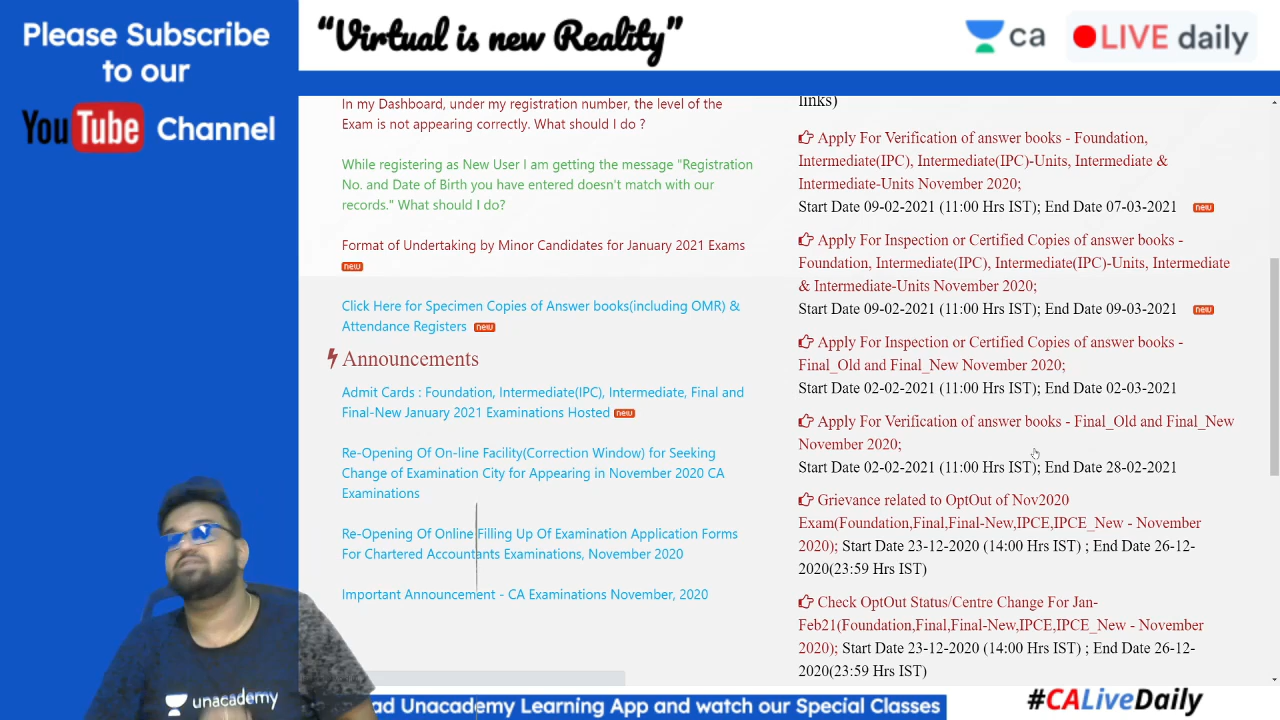 Please Subscribe
to our
YouTube Channel
“Virtual is new Reality”
ca
LIVE daily
In my Dashboard, under my registration number, the level of the
Exam is not appearing correctly. What should I do ?
While registering as New User I am getting the message "Registration
No. and Date of Birth you have entered doesn't match with our
records." What should I do?
Format of Undertaking by Minor Candidates for January 2021 Exams
new
Click Here for Specimen Copies of Answer books(including OMR) &
Attendance Registers new
Announcements
Admit Cards : Foundation, Intermediate(IPC), Intermediate, Final and
Final-New January 2021 Examinations Hosted new
Re-Opening Of On-line Facility(Correction Window) for Seeking
Change of Examination City for Appearing in November 2020 CA
Examinations
Re-Opening Of Online Filling Up Of Examination Application Forms
For Chartered Accountants Examinations, November 2020
Important Announcement - CA Examinations November, 2020
links)
Apply For Verification of answer books - Foundation,
Intermediate(IPC), Intermediate(IPC)-Units, Intermediate &
Intermediate-Units November 2020;
Start Date 09-02-2021 (11:00 Hrs IST); End Date 07-03-2021 new
Apply For Inspection or Certified Copies of answer books -
Foundation, Intermediate(IPC), Intermediate(IPC)-Units, Intermediate
& Intermediate-Units November 2020;
Start Date 09-02-2021 (11:00 Hrs IST); End Date 09-03-2021 new
Apply For Inspection or Certified Copies of answer books -
Final_Old and Final_New November 2020;
Start Date 02-02-2021 (11:00 Hrs IST); End Date 02-03-2021
Apply For Verification of answer books - Final_Old and Final_New
November 2020;
Start Date 02-02-2021 (11:00 Hrs IST); End Date 28-02-2021
Grievance related to OptOut of Nov2020
Exam(Foundation,Final,Final-New,IPCE,IPCE_New - November
2020); Start Date 23-12-2020 (14:00 Hrs IST) ; End Date 26-12-
2020(23:59 Hrs IST)
Check OptOut Status/Centre Change For Jan-
Feb21(Foundation,Final,Final-New,IPCE,IPCE_New - November
2020); Start Date 23-12-2020 (14:00 Hrs IST) ; End Date 26-12-
2020(23:59 Hrs IST)
unacademy
ad Unacademy Learning App and watch our Special Classes
#CALiveDaily